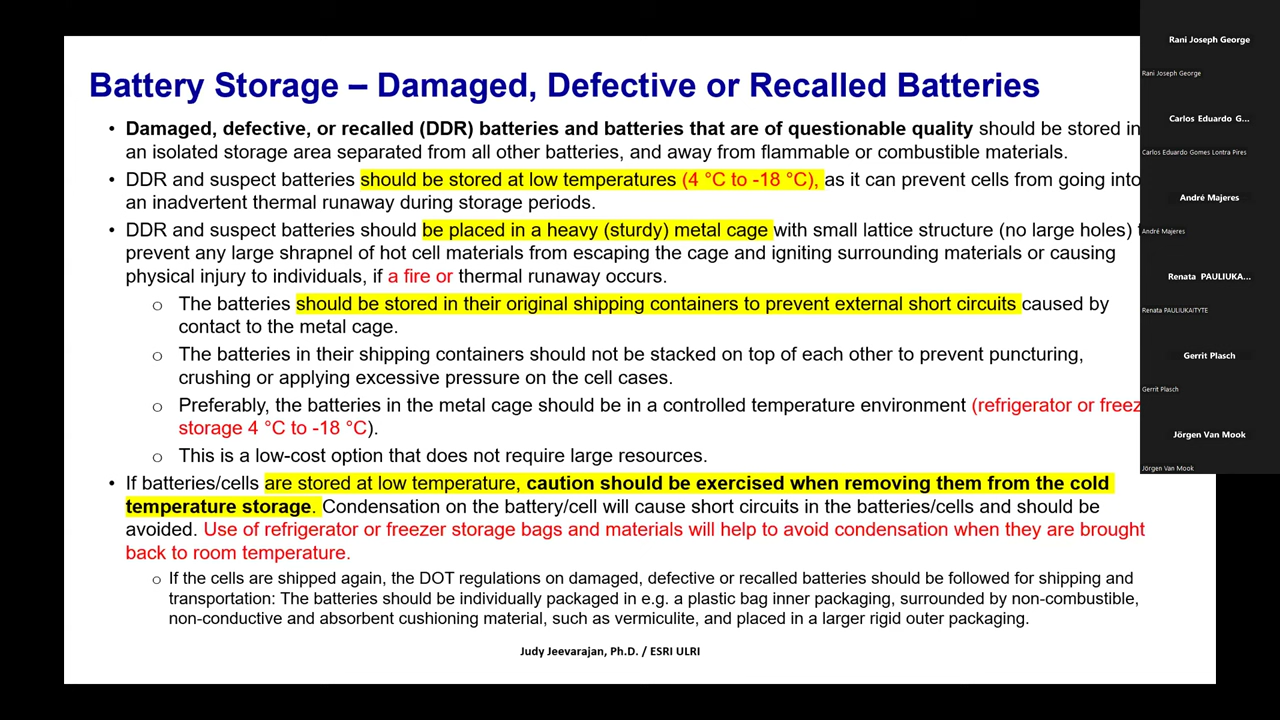 Battery Storage – Damaged, Defective or Recalled Batteries
• Damaged, defective, or recalled (DDR) batteries and batteries that are of questionable quality should be stored in
an isolated storage area separated from all other batteries, and away from flammable or combustible materials.
• DDR and suspect batteries should be stored at low temperatures (4 °C to -18 °C), as it can prevent cells from going into
an inadvertent thermal runaway during storage periods.
• DDR and suspect batteries should be placed in a heavy (sturdy) metal cage with small lattice structure (no large holes)
prevent any large shrapnel of hot cell materials from escaping the cage and igniting surrounding materials or causing
physical injury to individuals, if a fire or thermal runaway occurs.
o The batteries should be stored in their original shipping containers to prevent external short circuits caused by
contact to the metal cage.
o The batteries in their shipping containers should not be stacked on top of each other to prevent puncturing,
crushing or applying excessive pressure on the cell cases.
o Preferably, the batteries in the metal cage should be in a controlled temperature environment (refrigerator or freez
storage 4 °C to -18 °C).
o This is a low-cost option that does not require large resources.
• If batteries/cells are stored at low temperature, caution should be exercised when removing them from the cold
temperature storage. Condensation on the battery/cell will cause short circuits in the batteries/cells and should be
avoided. Use of refrigerator or freezer storage bags and materials will help to avoid condensation when they are brought
back to room temperature.
o If the cells are shipped again, the DOT regulations on damaged, defective or recalled batteries should be followed for shipping and
transportation: The batteries should be individually packaged in e.g. a plastic bag inner packaging, surrounded by non-combustible,
non-conductive and absorbent cushioning material, such as vermiculite, and placed in a larger rigid outer packaging.
Judy Jeevarajan, Ph.D. / ESRI ULRI
Rani Joseph George
Rani Joseph George
Carlos Eduardo G...
Carlos Eduardo Gomes Lontra Pires
André Majeres
André Majeres
Renata PAULIUKA...
Renata PAULIUKAITYTE
Gerrit Plasch
Gerrit Plasch
Jörgen Van Mook
Jörgen Van Mook